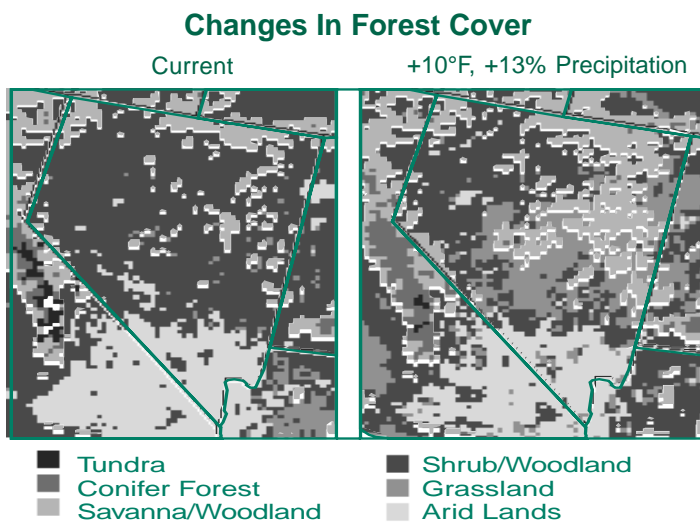 Changes In Forest Cover
Current
+10°F, +13% Precipitation
Tundra
Conifer Forest
Savanna/Woodland
Shrub/Woodland
Grassland
Arid Lands